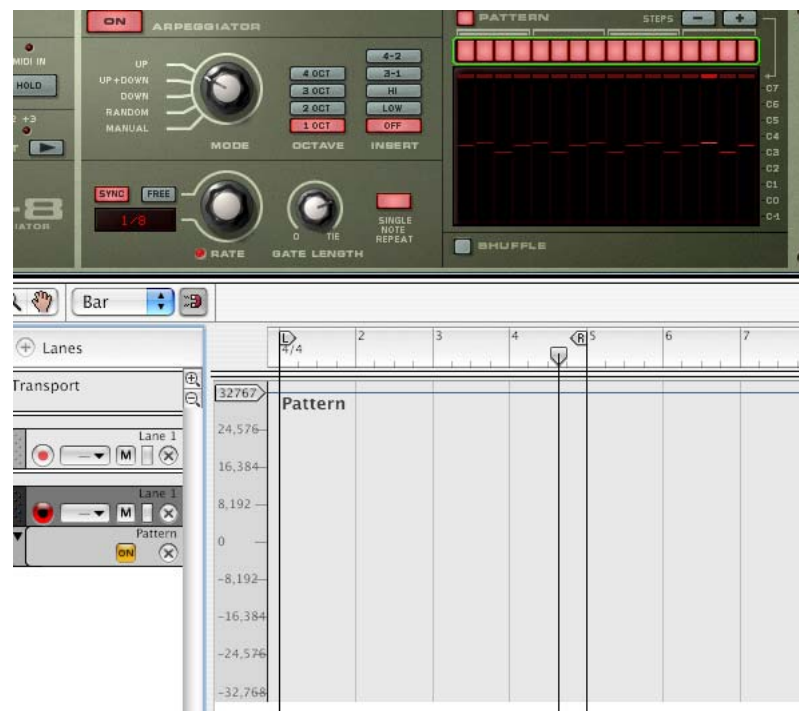 ON
ARPEGGIATOR
PATTERN
STEPS
MIDI IN
HOLD
UP
UP+DOWN
DOWN
RANDOM
MANUAL
MODE
4 OCT
3 OCT
2 OCT
1 OCT
OCTAVE
4-2
3-1
HI
LOW
OFF
INSERT
C7
C6
C5
C4
C3
C2
C1
C0
C-1
+3
-8
SYNC
FREE
1/8
RATE
O
TIE
GATE LENGTH
SINGLE
NOTE
REPEAT
SHUFFLE
Bar
Lanes
L
4/4
2
3
4
R
5
6
7
Transport
32767
Pattern
24,576
16,384
8,192
0
-8,192
-16,384
-24,576
-32,768
Lane 1
M
Lane 1
M
Pattern
ON